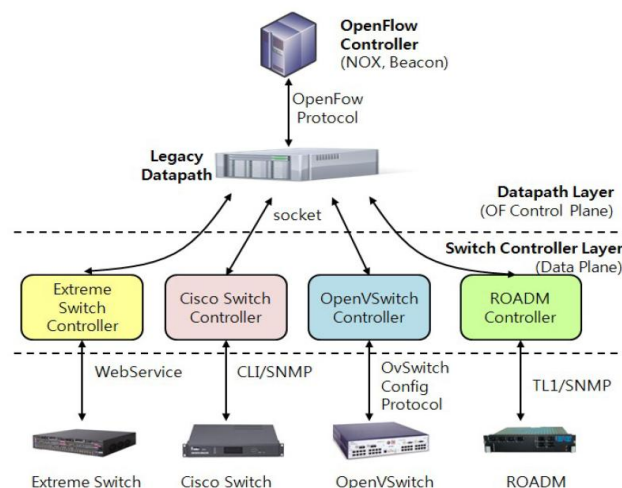 OpenFlow
Controller
(NOX, Beacon)
OpenFow
Protocol
Legacy
Datapath
socket
Datapath Layer
(OF Control Plane)
Switch Controller Layer
(Data Plane)
Extreme
Switch
Controller
Cisco Switch
Controller
OpenVSwitch
Controller
ROADM
Controller
WebService
CLI/SNMP
OvSwitch
Config
Protocol
TL1/SNMP
Extreme Switch
Cisco Switch
OpenVSwitch
ROADM